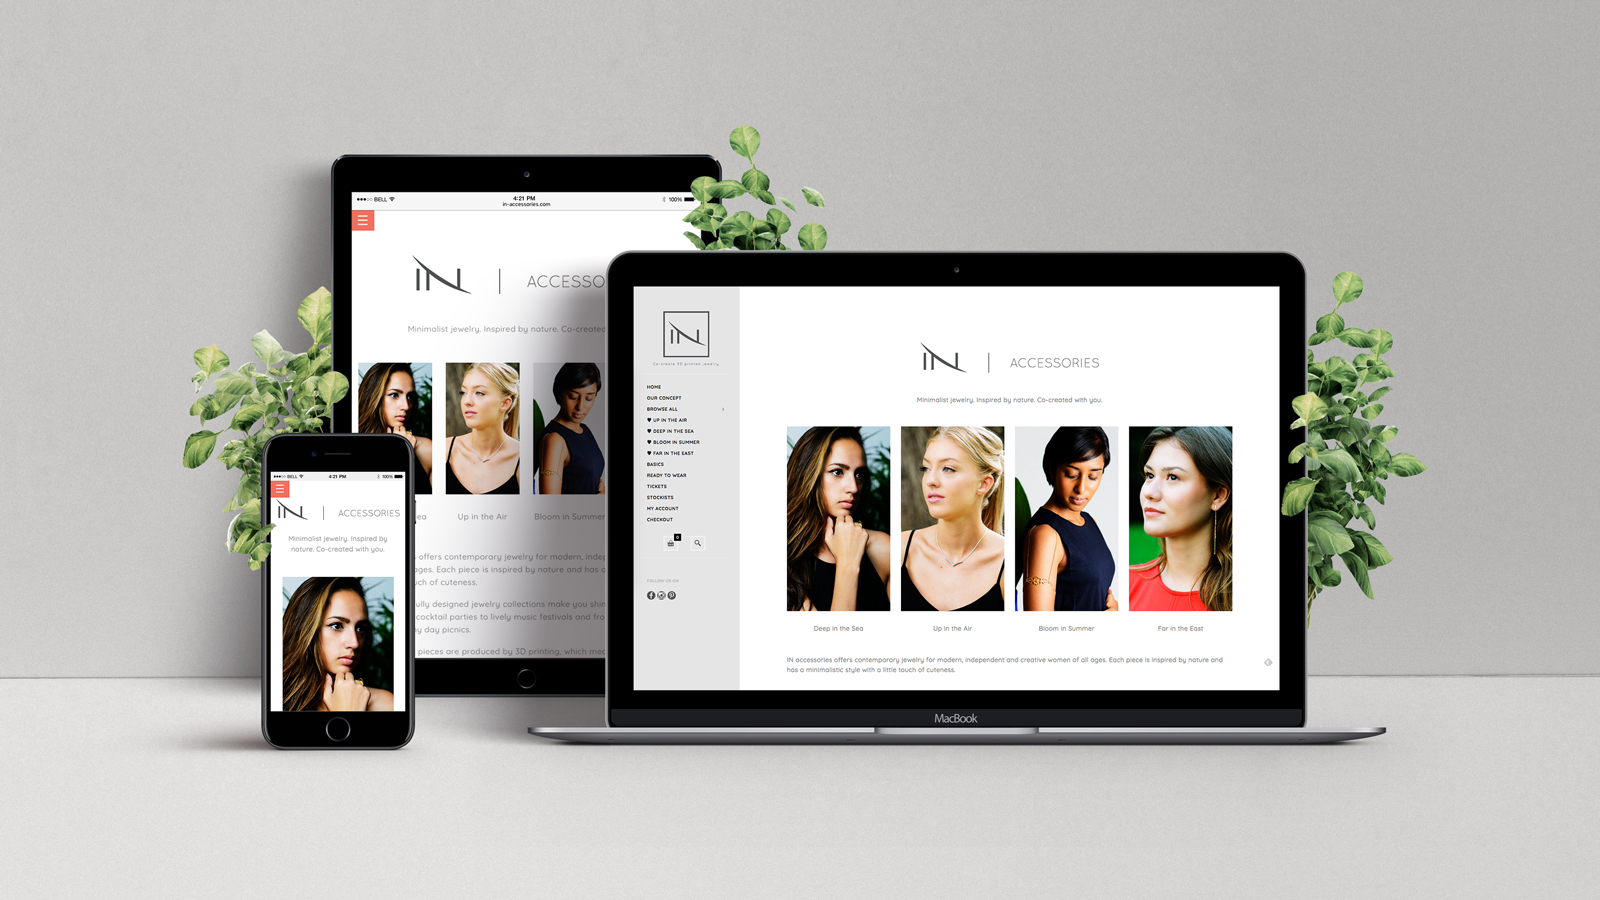 ●●●○○ BELL
4:21 PM
100%
in-accessories.com
IN | ACCESSO
Minimalist jewelry. Inspired by nature. Co-created
ea
Up in the Air
Bloom in Summer
s offers contemporary jewelry for modern, indep
ages. Each piece is inspired by nature and has a
uch of cuteness.
ully designed jewelry collections make you shin
cocktail parties to lively music festivals and fro
y day picnics.
pieces are produced by 3D printing, which mea
●●●○○ BELL
4:21 PM
100%
IN | ACCESSORIES
Minimalist jewelry. Inspired by
nature. Co-created with you.
IN
Co-create 3D printed jewelry
HOME
OUR CONCEPT
BROWSE ALL
♥ UP IN THE AIR
♥ DEEP IN THE SEA
♥ BLOOM IN SUMMER
♥ FAR IN THE EAST
BASICS
READY TO WEAR
TICKETS
STOCKISTS
MY ACCOUNT
CHECKOUT
0
FOLLOW US ON
IN | ACCESSORIES
Minimalist jewelry. Inspired by nature. Co-created with you.
Deep in the Sea
Up in the Air
Bloom in Summer
Far in the East
IN accessories offers contemporary jewelry for modern, independent and creative women of all ages. Each piece is inspired by nature and
has a minimalistic style with a little touch of cuteness.
MacBook